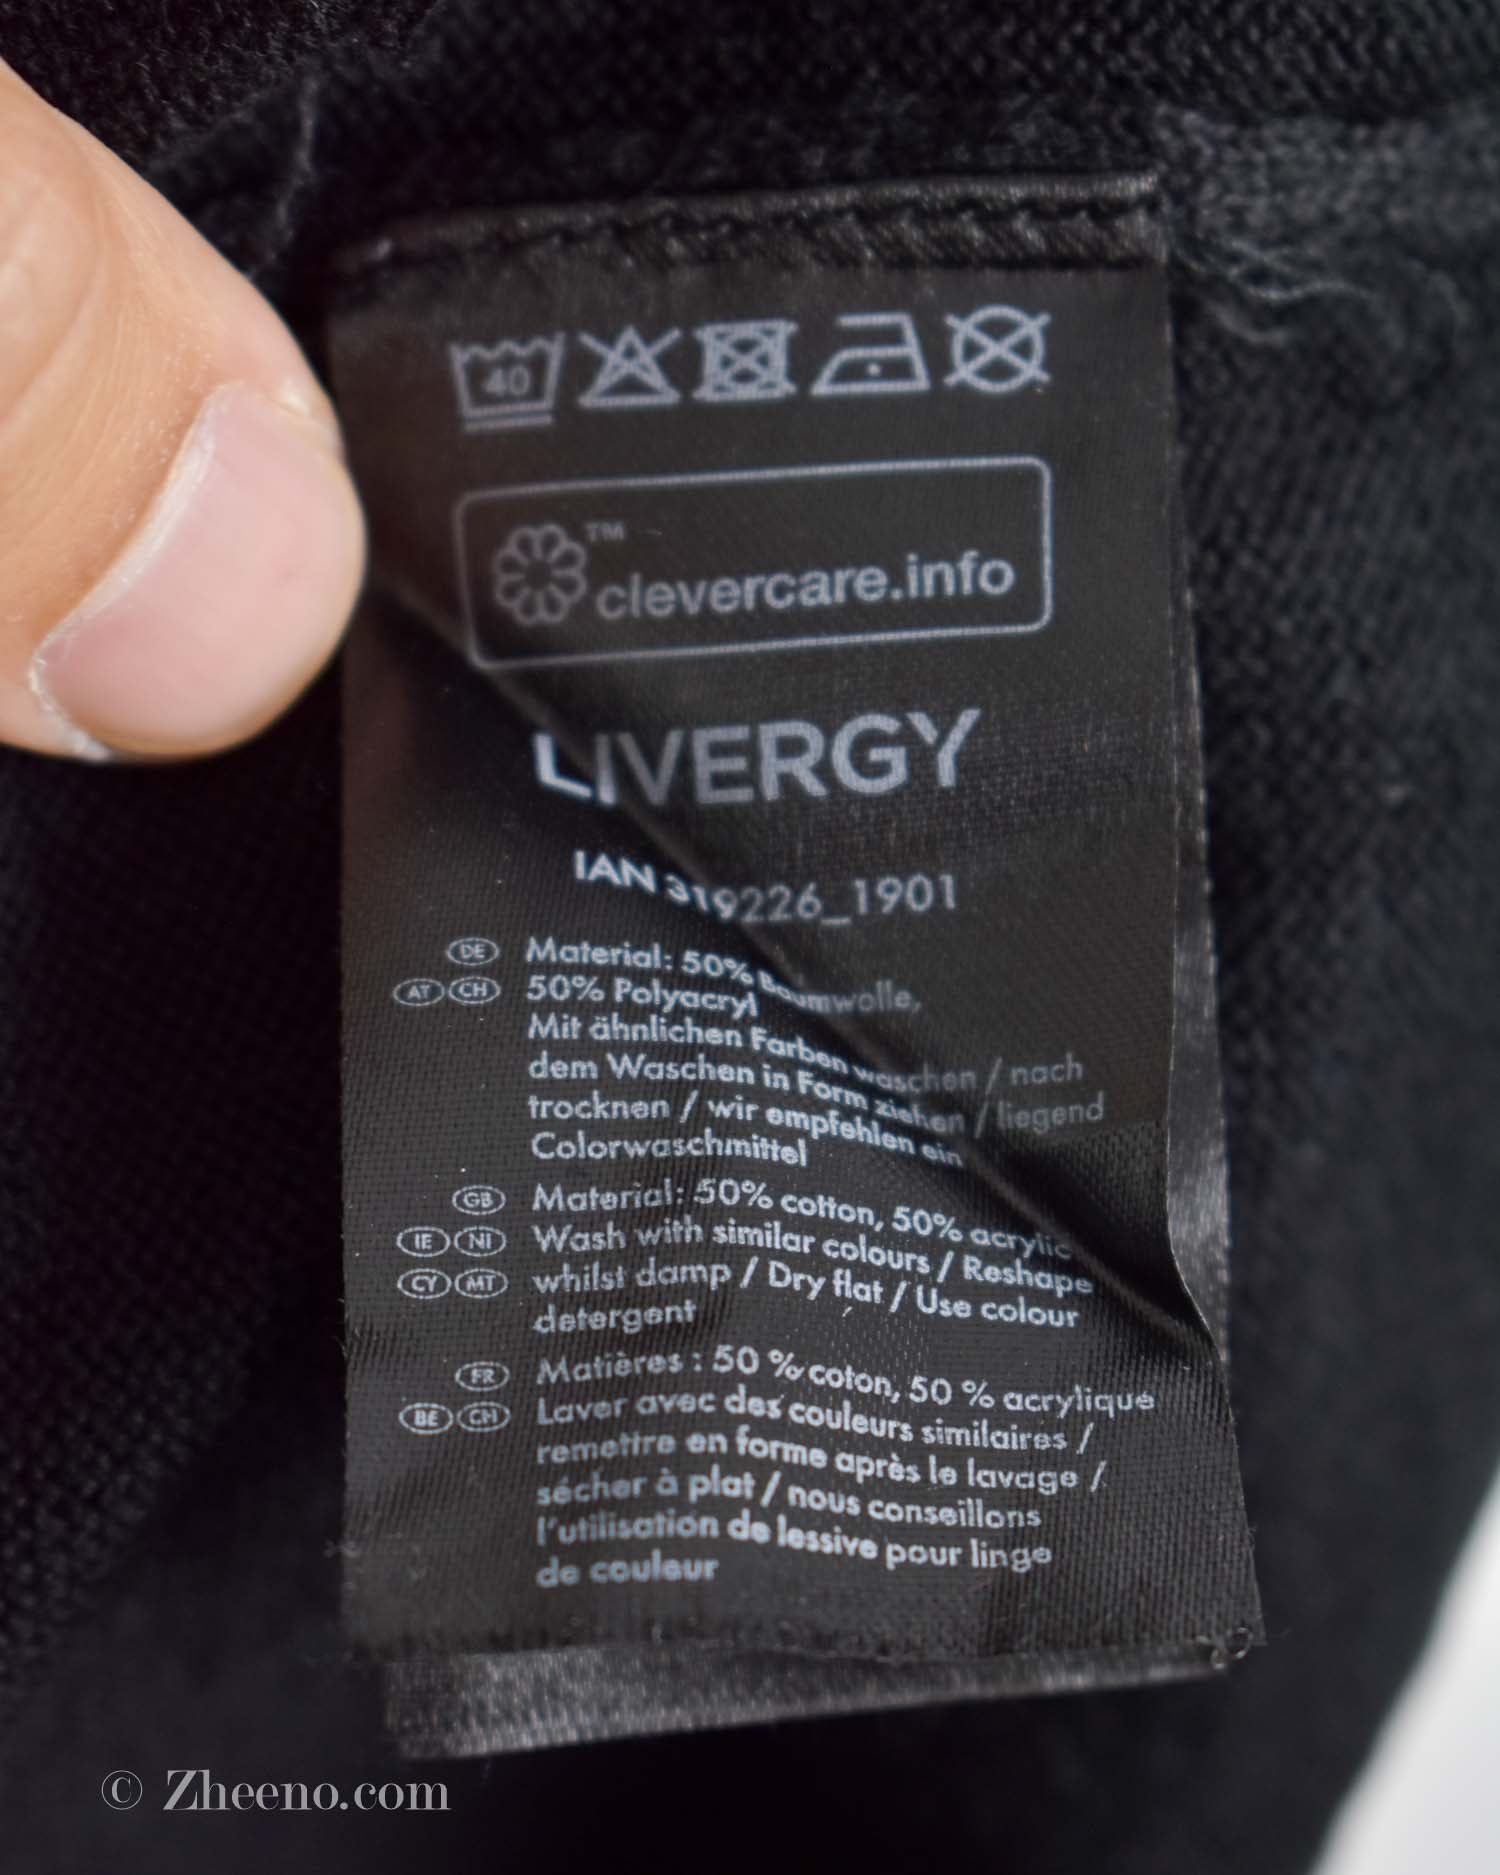 40
clevercare.info
TM
LIVERGY
IAN 319226_1901
DE Material: 50% Baumwolle,
AT CH 50% Polyacryl
Mit ähnlichen Farben waschen / nach
dem Waschen in Form ziehen / liegend
trocknen / wir empfehlen ein
Colorwaschmittel
GB Material: 50% cotton, 50% acrylic
IE NI Wash with similar colours / Reshape
CY MT whilst damp / Dry flat / Use colour
detergent
FR Matières : 50 % coton, 50 % acrylique
BE CH Laver avec des couleurs similaires /
remettre en forme après le lavage /
sécher à plat / nous conseillons
l'utilisation de lessive pour linge
de couleur
© Zheeno.com